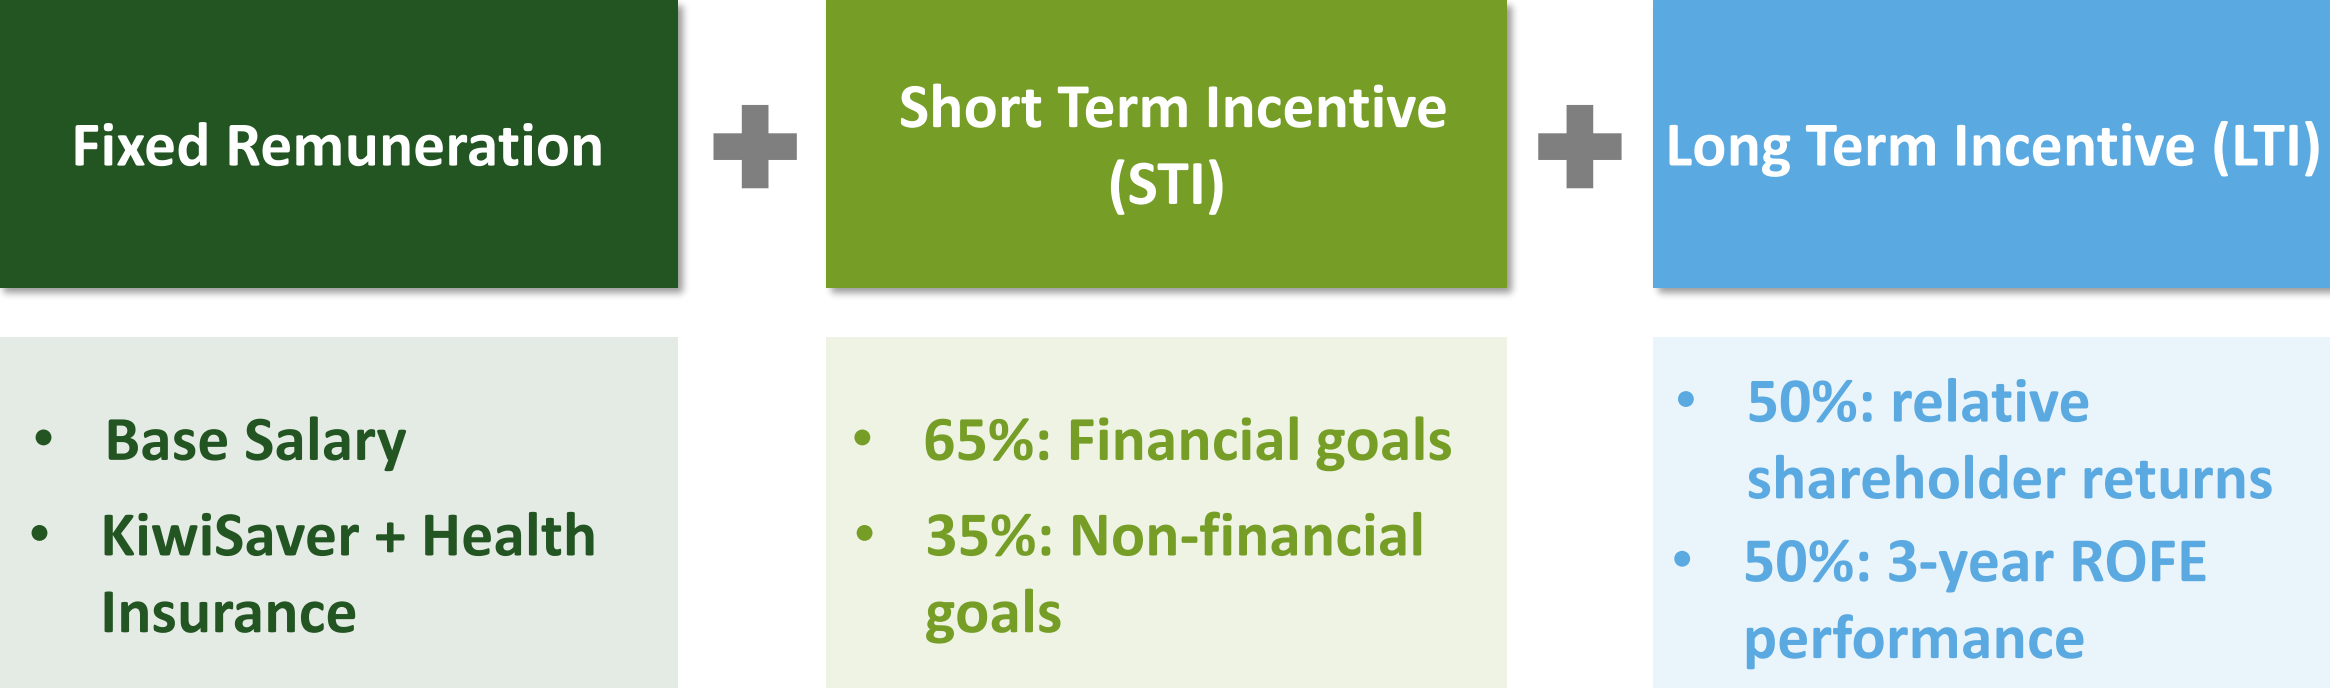 Fixed Remuneration
Short Term Incentive
(STI)
Long Term Incentive (LTI)
• Base Salary
• KiwiSaver + Health
Insurance
• 65%: Financial goals
• 35%: Non-financial
goals
• 50%: relative
shareholder returns
• 50%: 3-year ROFE
performance